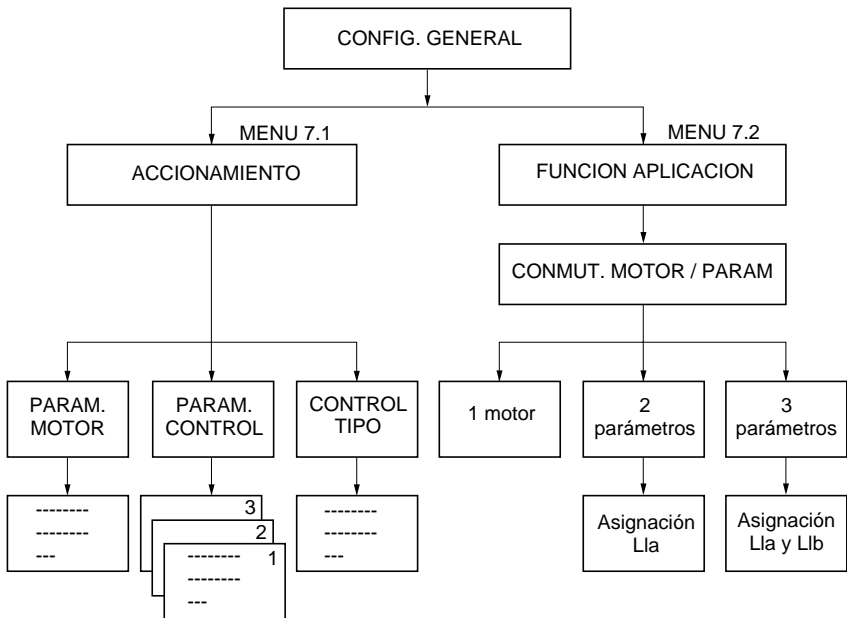 CONFIG. GENERAL
MENU 7.1
MENU 7.2
ACCIONAMIENTO
FUNCION APLICACION
CONMUT. MOTOR / PARAM
PARAM.
MOTOR
PARAM.
CONTROL
CONTROL
TIPO
1 motor
2
parámetros
3
parámetros
--------
--------
---
3
2
1
--------
--------
---
--------
--------
---
Asignación
Lla
Asignación
Lla y Llb